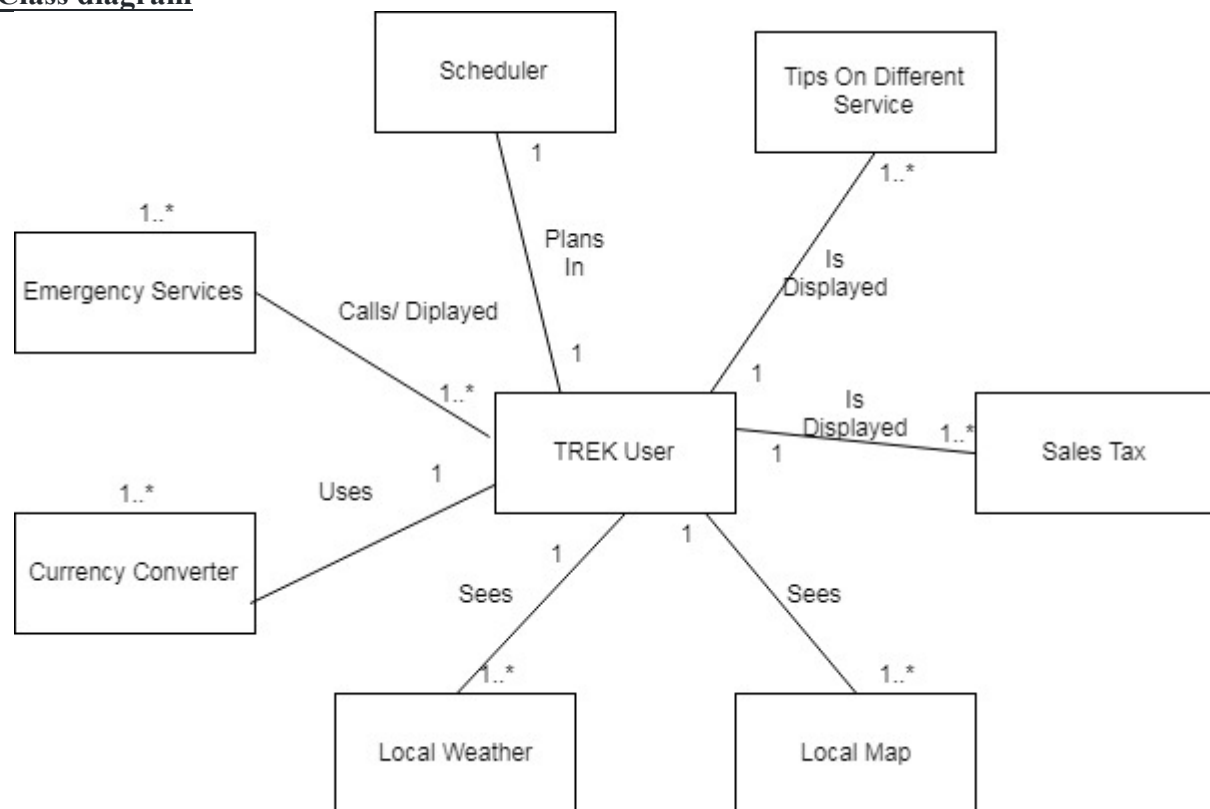 Class diagram
Scheduler
Tips On Different
Service
1
1..*
1..*
Plans
In
Is
Displayed
Emergency Services
Calls/ Diplayed
1
1..*
1
Is
Displayed
1..*
TREK User
1
Sales Tax
1..*
Uses
1
Currency Converter
1
1
Sees
Sees
1..*
1..*
Local Weather
Local Map